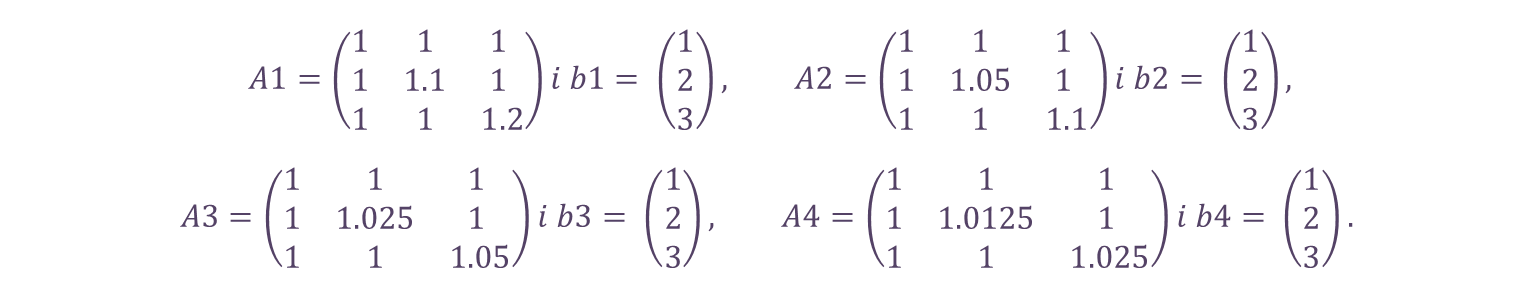 A1 = (1 1 1
1 1.1 1
1 1 1.2) i b1 = (1
2
3), A2 = (1 1 1
1 1.05 1
1 1 1.1) i b2 = (1
2
3),
A3 = (1 1 1
1 1.025 1
1 1 1.05) i b3 = (1
2
3), A4 = (1 1 1
1 1.0125 1
1 1 1.025) i b4 = (1
2
3).